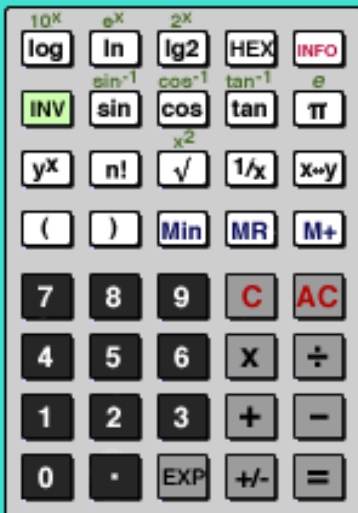 10x ex 2x
log ln lg2 HEX INFO
sin-1 cos-1 tan-1 e
INV sin cos tan π
x2
yx n! √ 1/x x↔y
( ) Min MR M+
7 8 9 C AC
4 5 6 x ÷
1 2 3 + −
0 · EXP +/- =